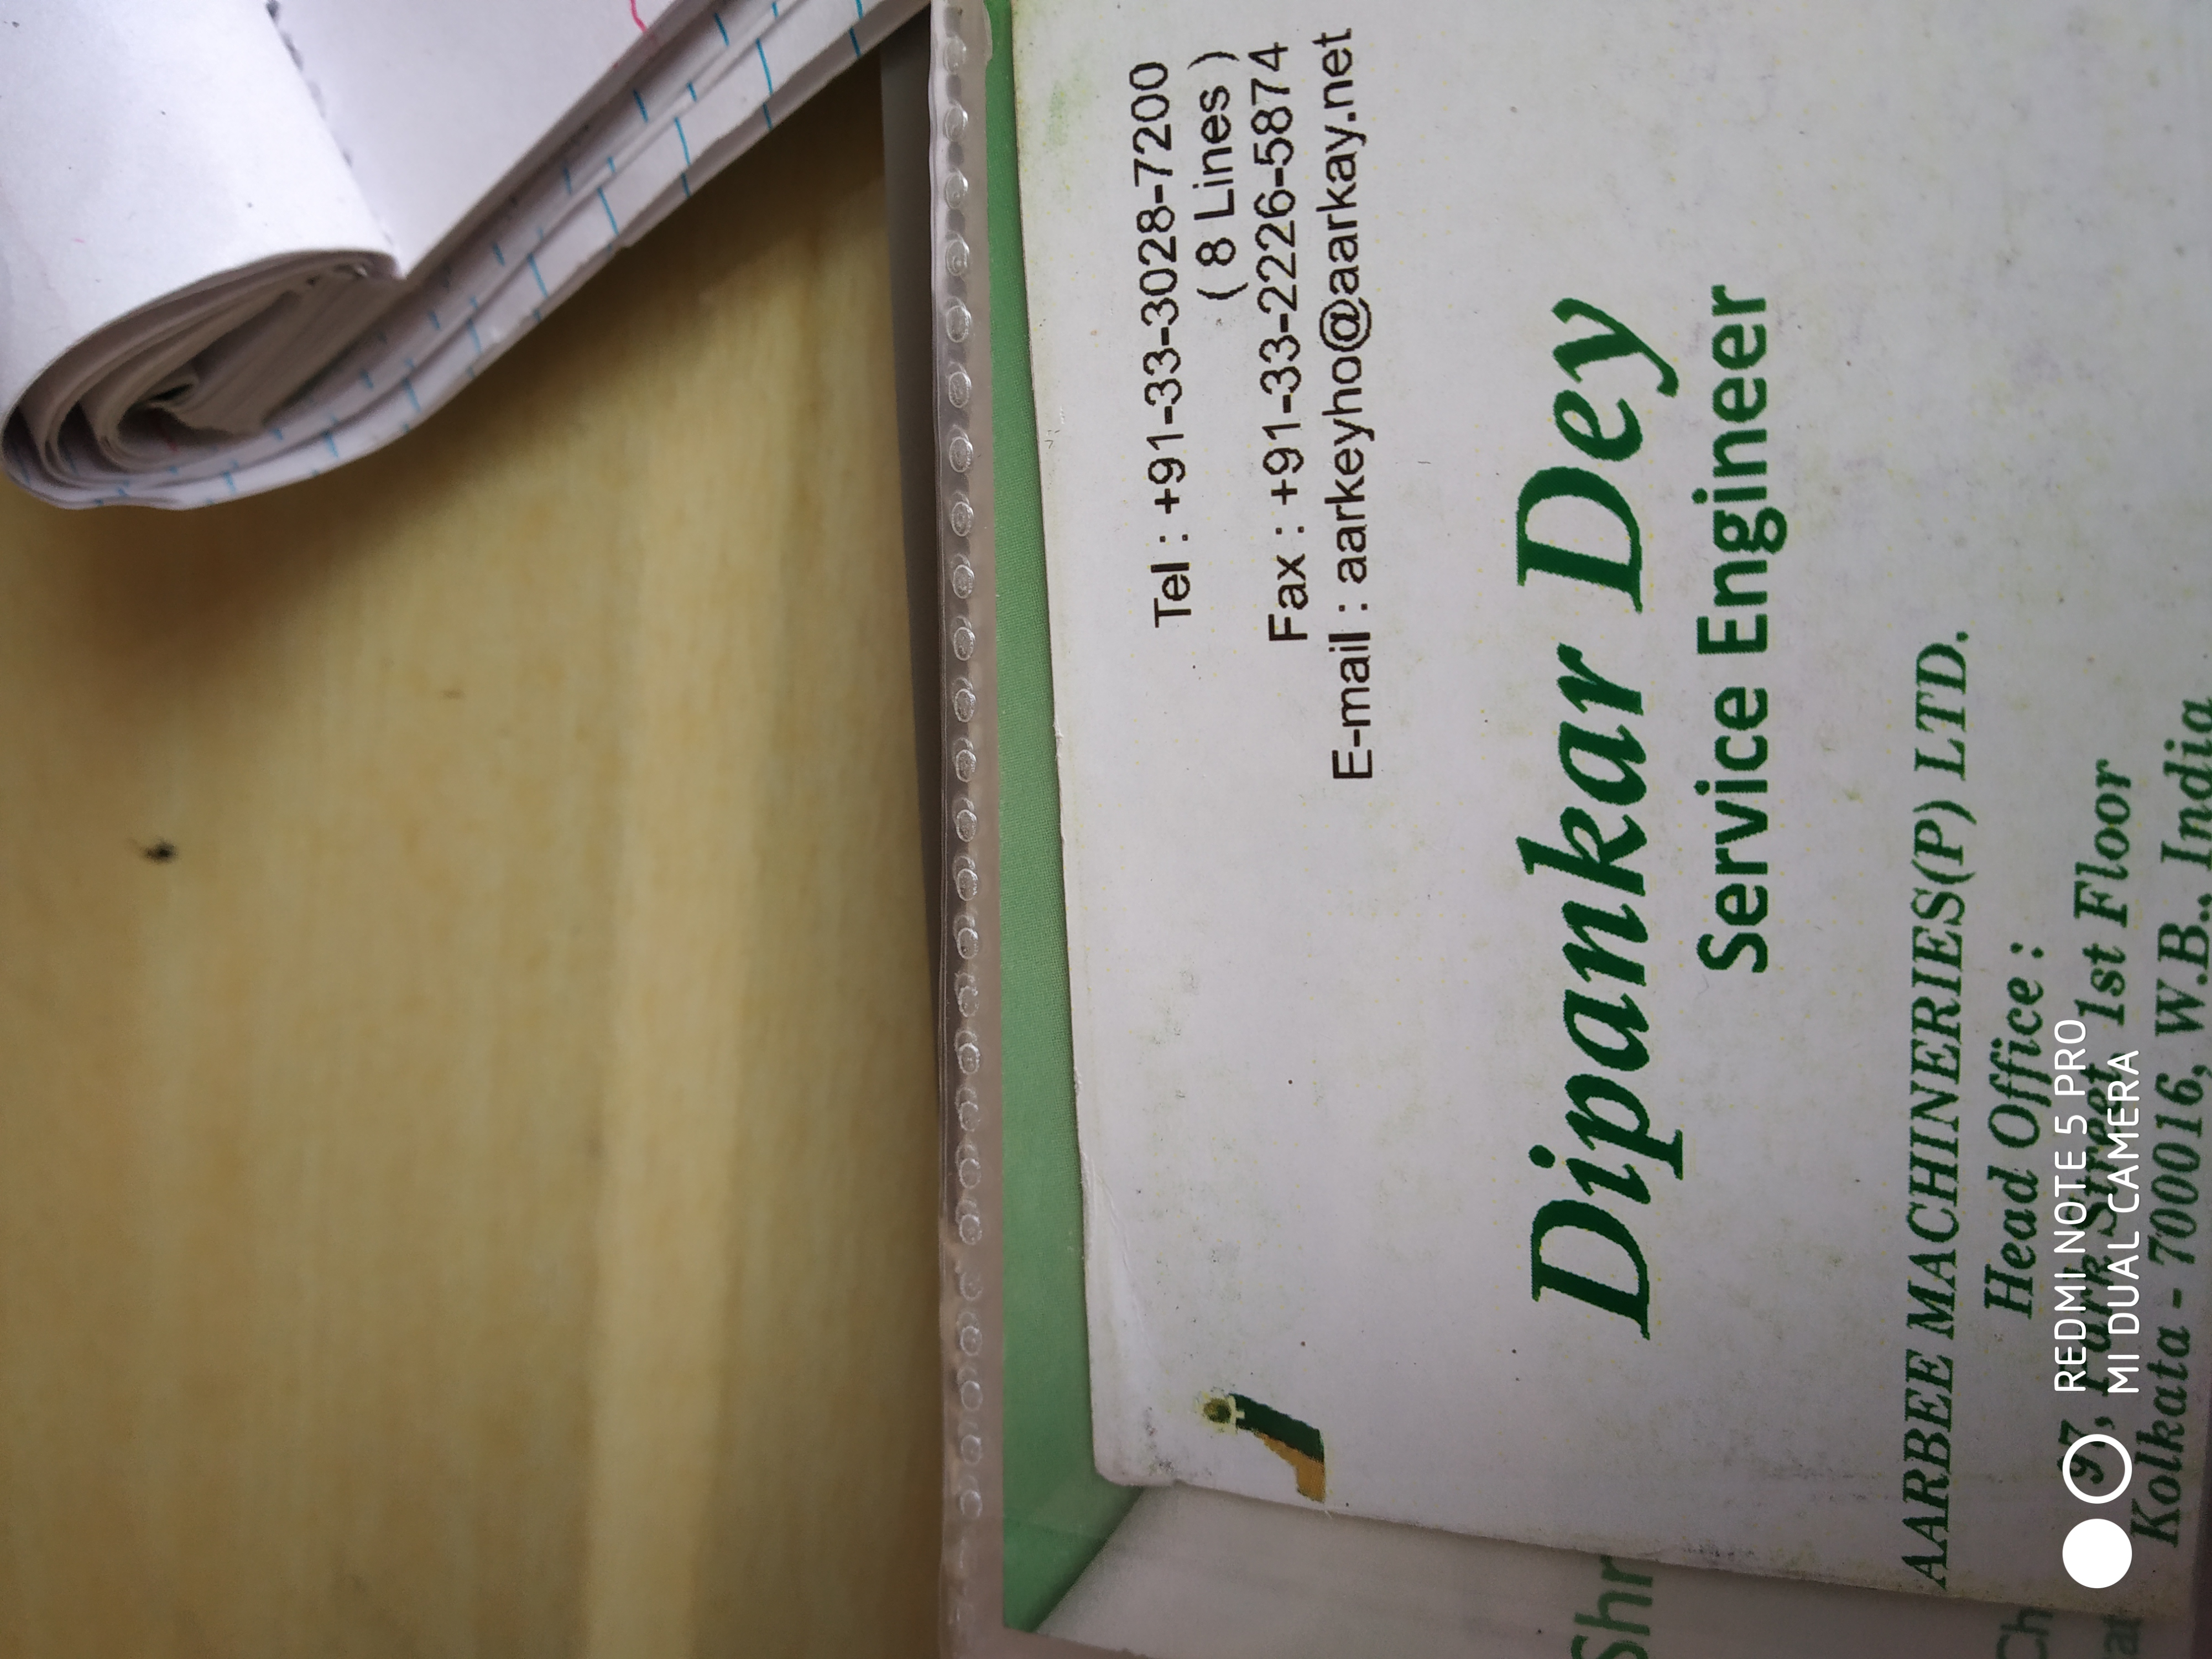 Tel : +91-33-3028-7200
( 8 Lines )
Fax : +91-33-2226-5874
E-mail : aarkeyho@aarkay.net
Dipankar Dey
Service Engineer
AARBEE MACHINERIES(P) LTD.
Head Office :
97, Park Street, 1st Floor
Kolkata - 700016, W.B., India
Shr
Ch
REDMI NOTE 5 PRO
MI DUAL CAMERA